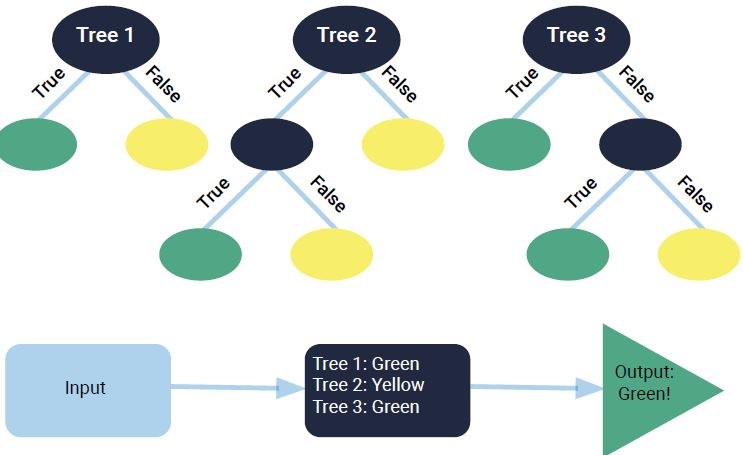 Tree 1
Tree 2
Tree 3
True
False
True
False
True
False
True
False
True
False
Input
Tree 1: Green
Tree 2: Yellow
Tree 3: Green
Output:
Green!